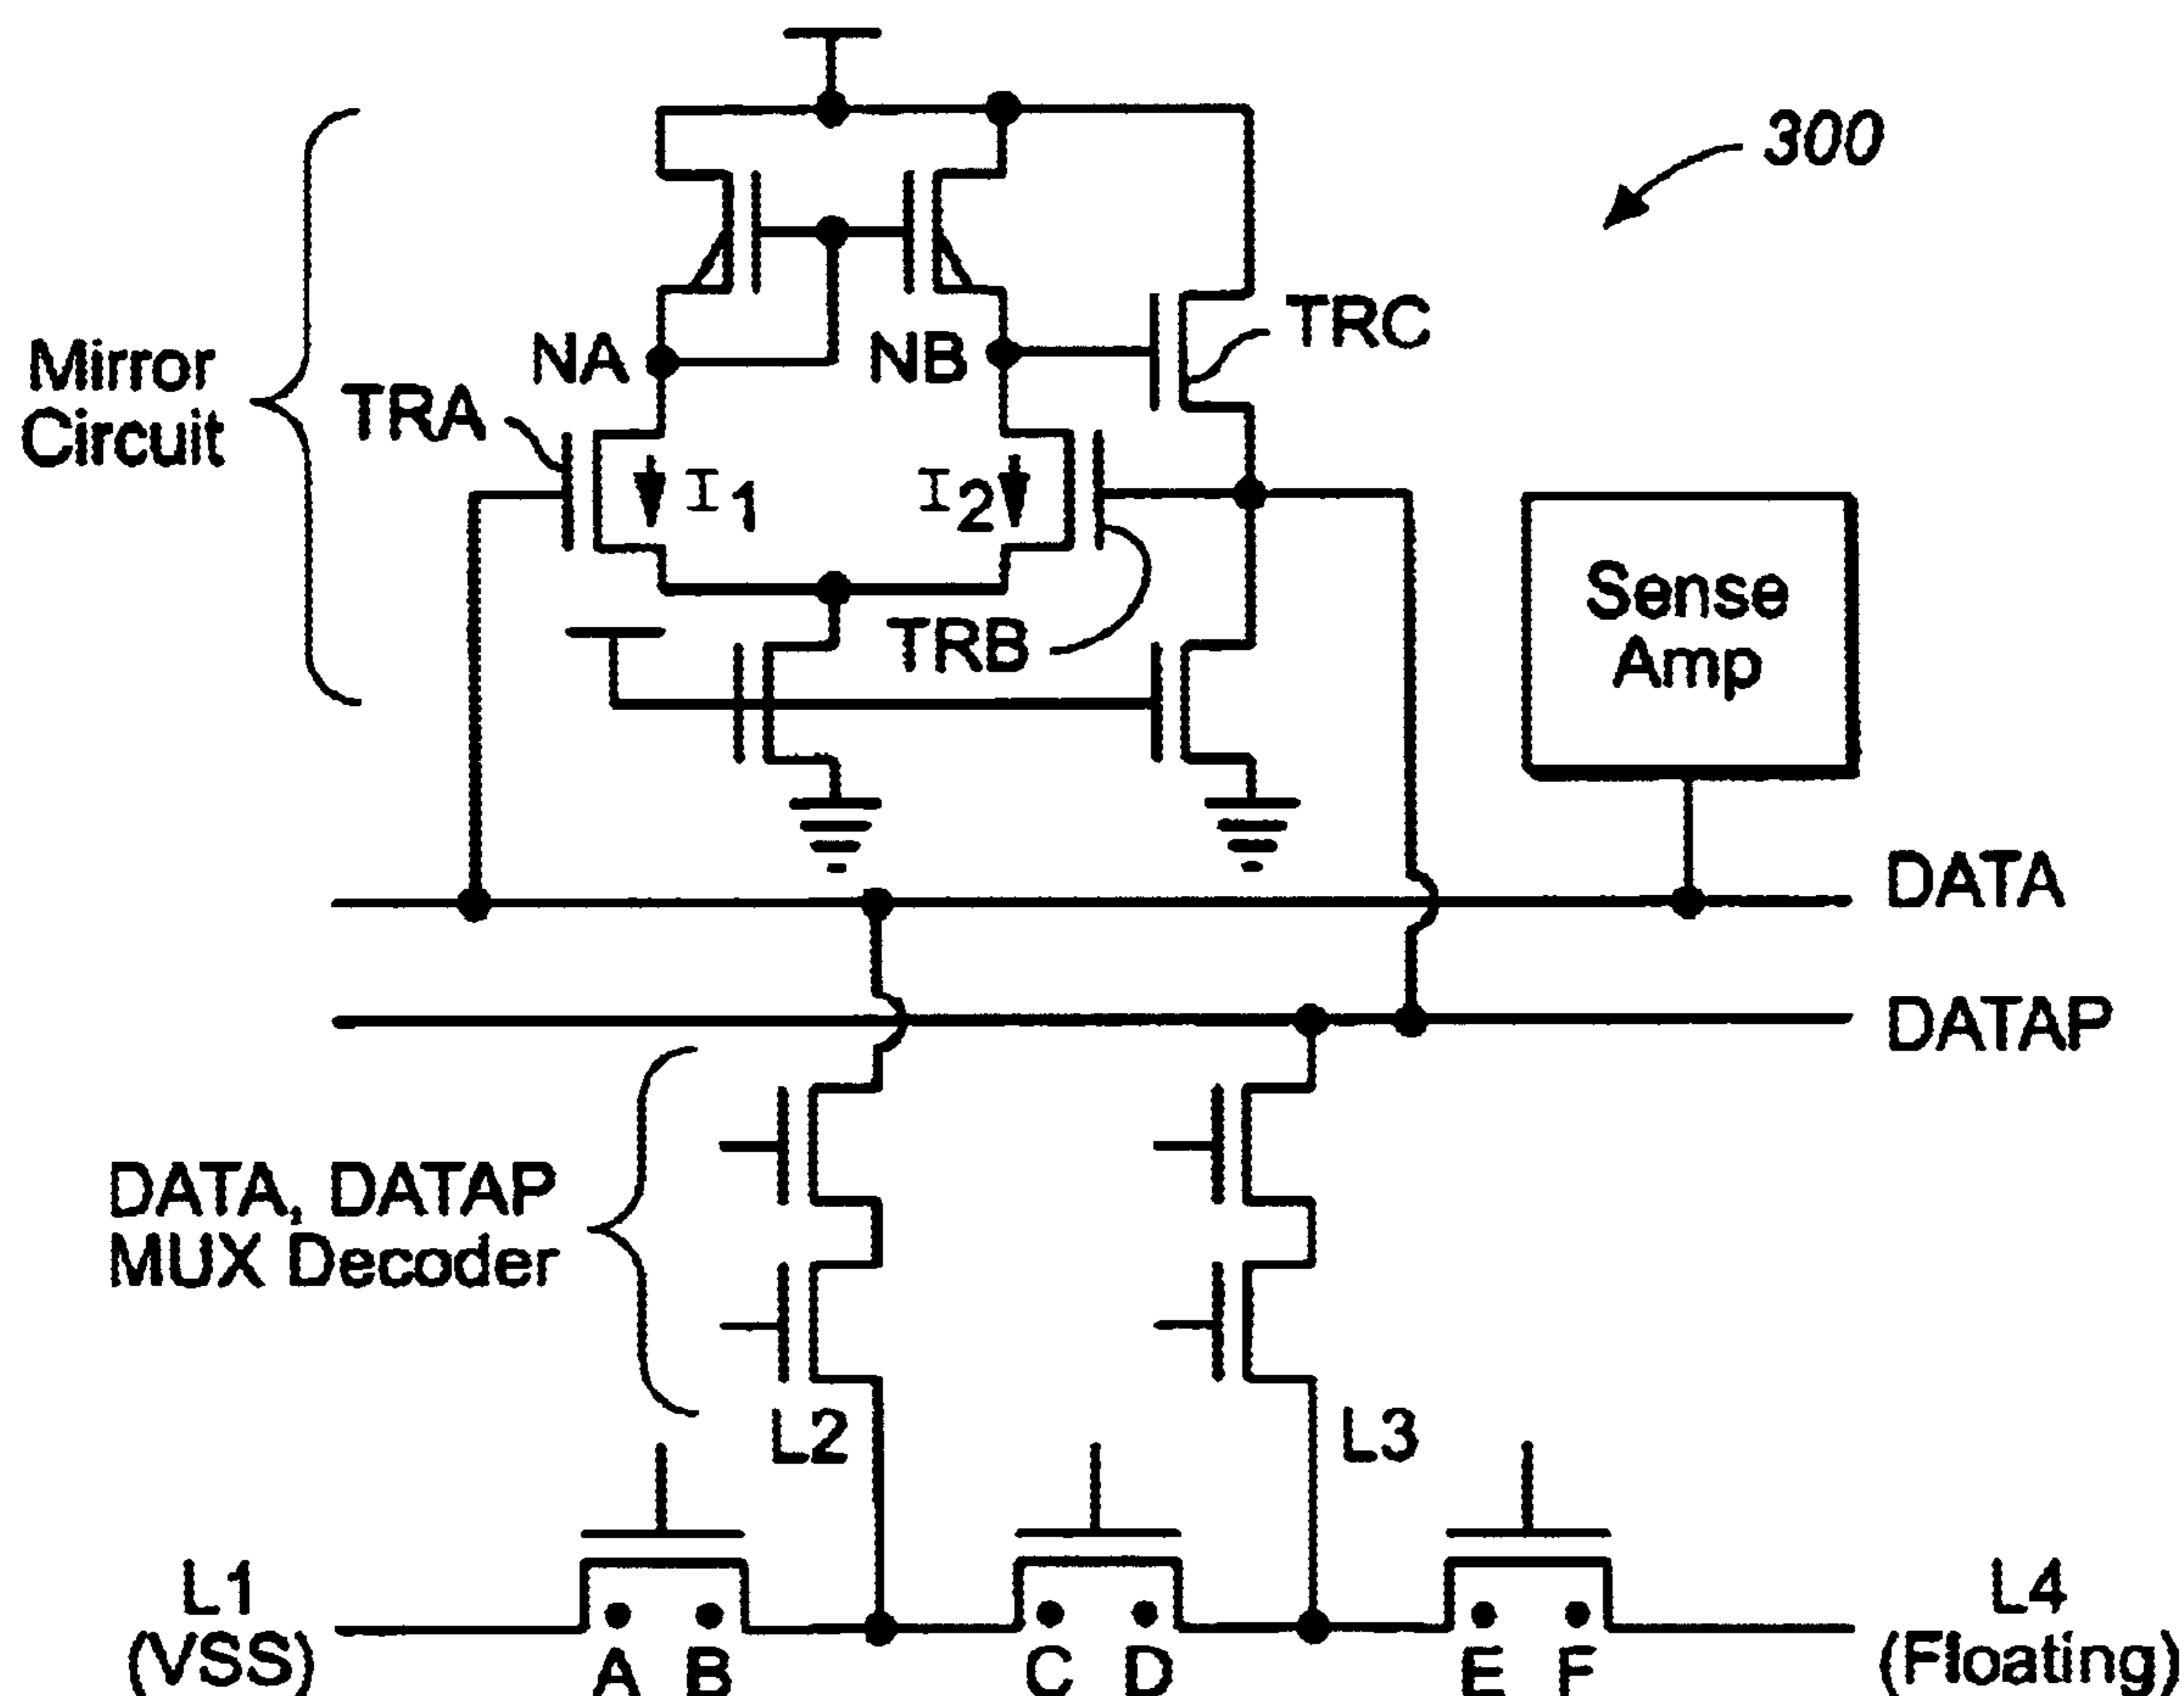 300
Mirror
Circuit
TRA
NA
NB
TRC
I1
I2
TRB
Sense
Amp
DATA
DATAP
DATA, DATAP
MUX Decoder
L2
L3
L1
(VSS)
A
B
C
D
E
F
L4
(Floating)